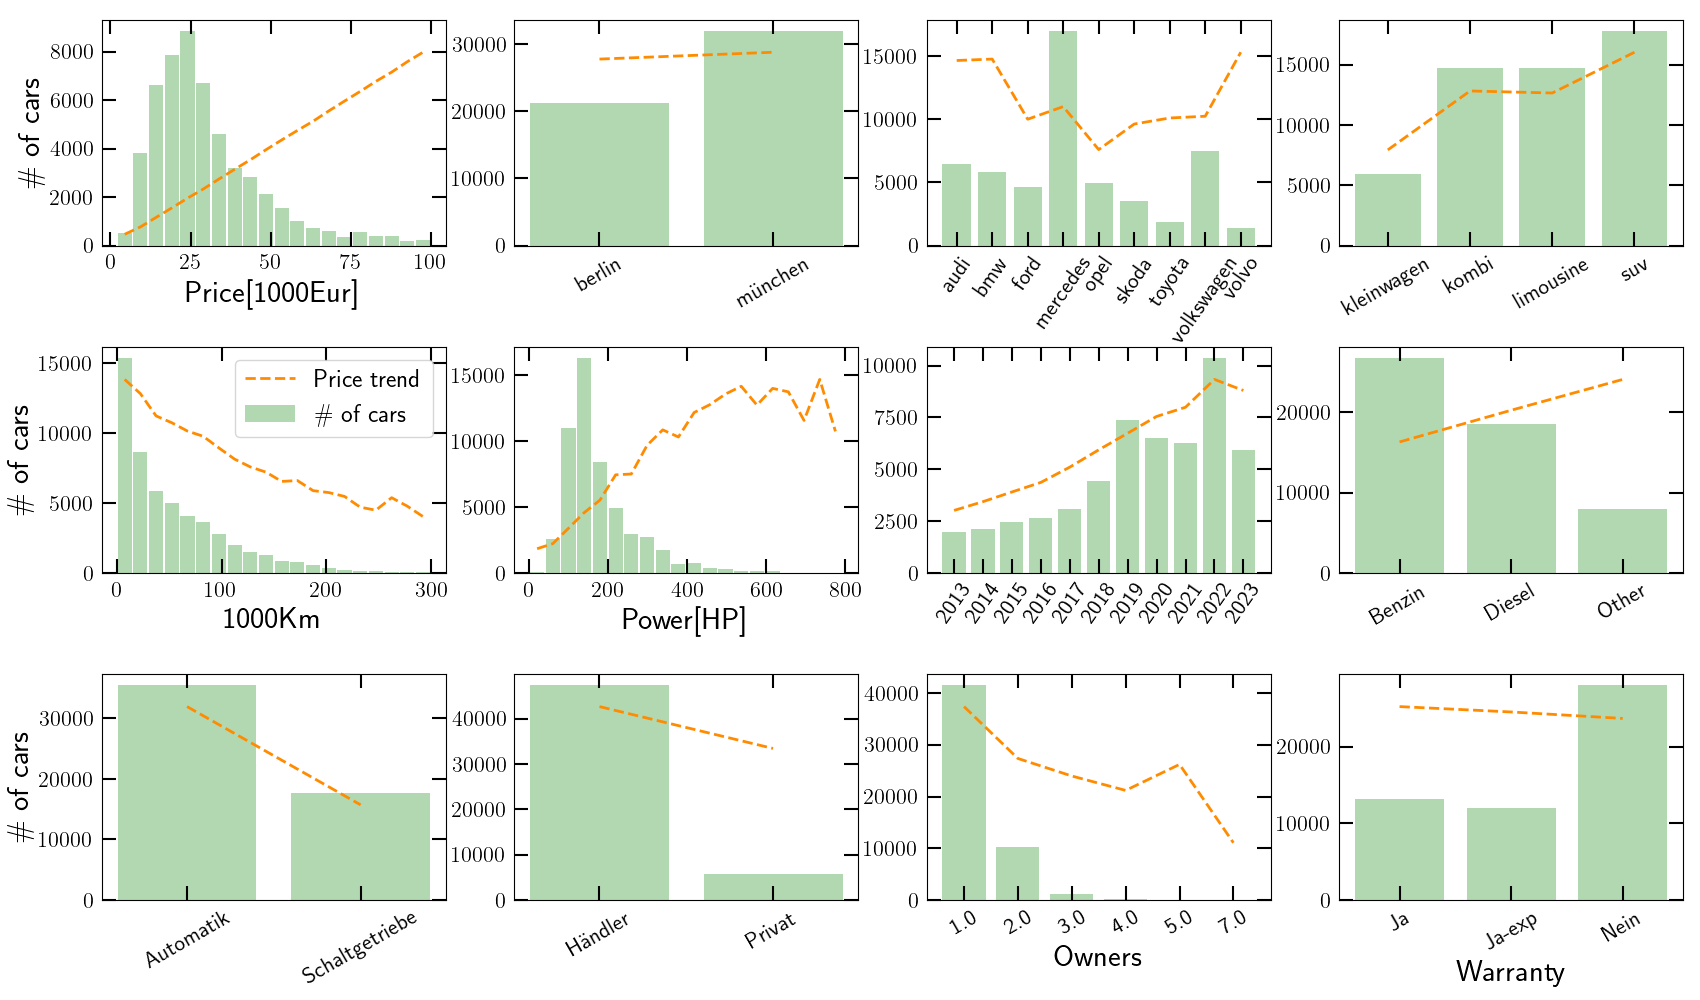 # of cars
8000
6000
4000
2000
0
0 25 50 75 100
Price[1000Eur]
30000
20000
10000
0
berlin münchen
15000
10000
5000
0
audi bmw ford mercedes opel skoda toyota volkswagen volvo
15000
10000
5000
0
kleinwagen kombi limousine suv
# of cars
15000
10000
5000
0
Price trend
# of cars
0 100 200 300
1000Km
15000
10000
5000
0
0 200 400 600 800
Power[HP]
10000
7500
5000
2500
0
2013 2014 2015 2016 2017 2018 2019 2020 2021 2022 2023
20000
10000
0
Benzin Diesel Other
# of cars
30000
20000
10000
0
Automatik Schaltgetriebe
40000
30000
20000
10000
0
Händler Privat
40000
30000
20000
10000
0
1.0 2.0 3.0 4.0 5.0 7.0
Owners
20000
10000
0
Ja Ja-exp Nein
Warranty